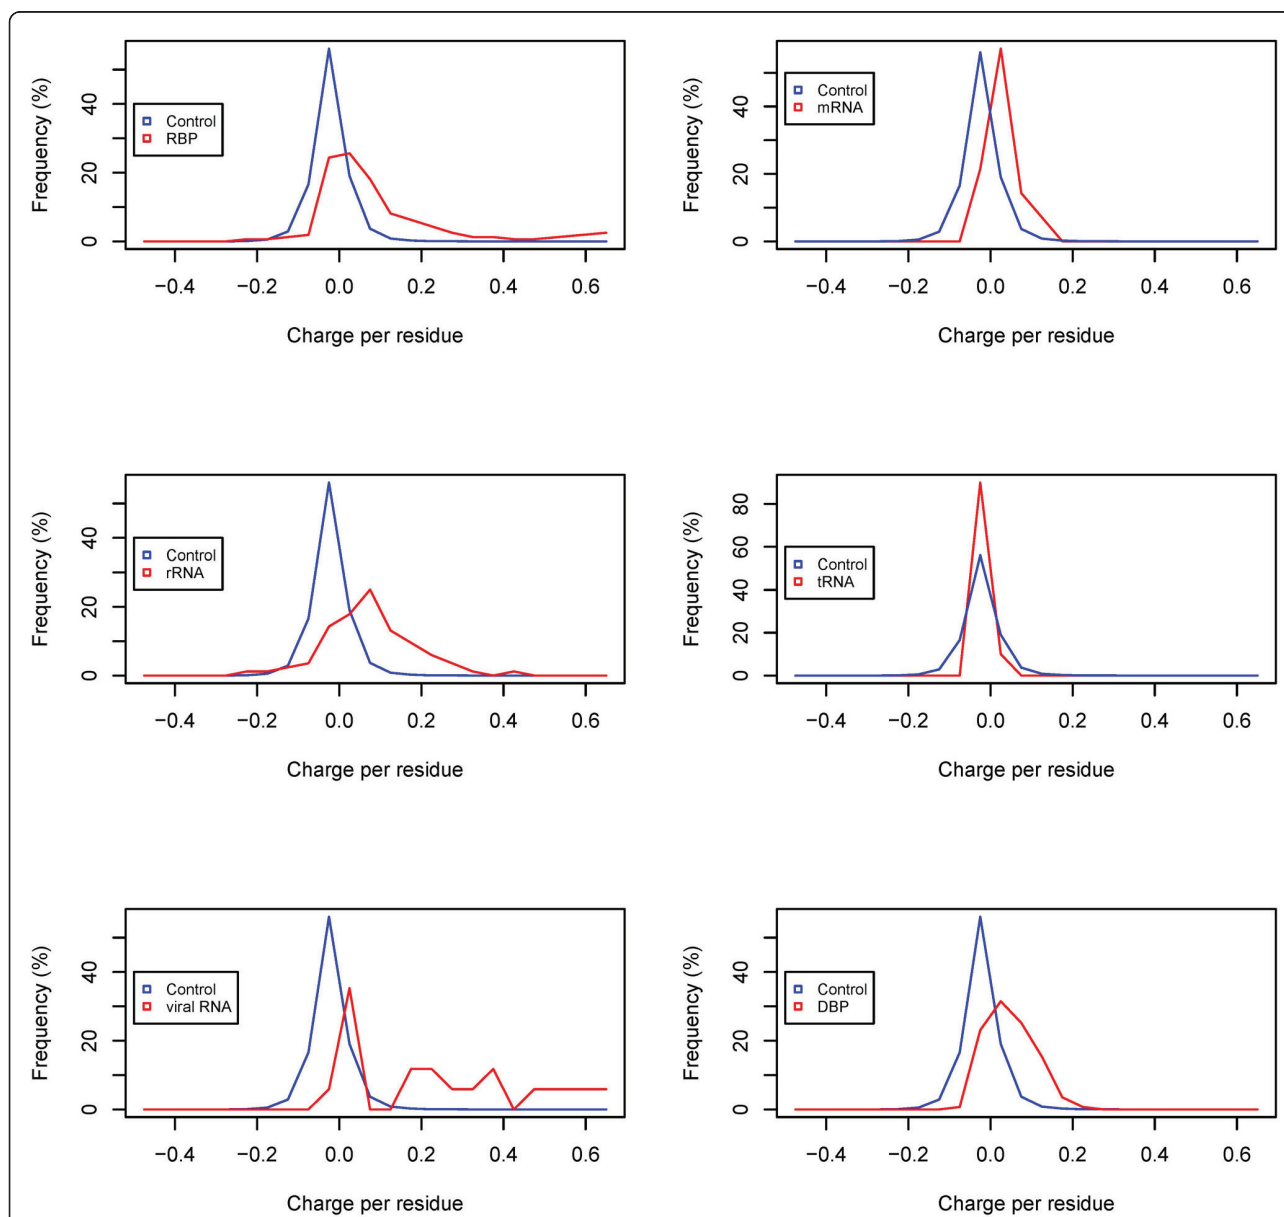 Frequency (%)
40
20
0
Control
RBP
−0.4 −0.2 0.0 0.2 0.4 0.6
Charge per residue
Frequency (%)
40
20
0
Control
mRNA
−0.4 −0.2 0.0 0.2 0.4 0.6
Charge per residue
Frequency (%)
40
20
0
Control
rRNA
−0.4 −0.2 0.0 0.2 0.4 0.6
Charge per residue
Frequency (%)
80
60
40
20
0
Control
tRNA
−0.4 −0.2 0.0 0.2 0.4 0.6
Charge per residue
Frequency (%)
40
20
0
Control
viral RNA
−0.4 −0.2 0.0 0.2 0.4 0.6
Charge per residue
Frequency (%)
40
20
0
Control
DBP
−0.4 −0.2 0.0 0.2 0.4 0.6
Charge per residue